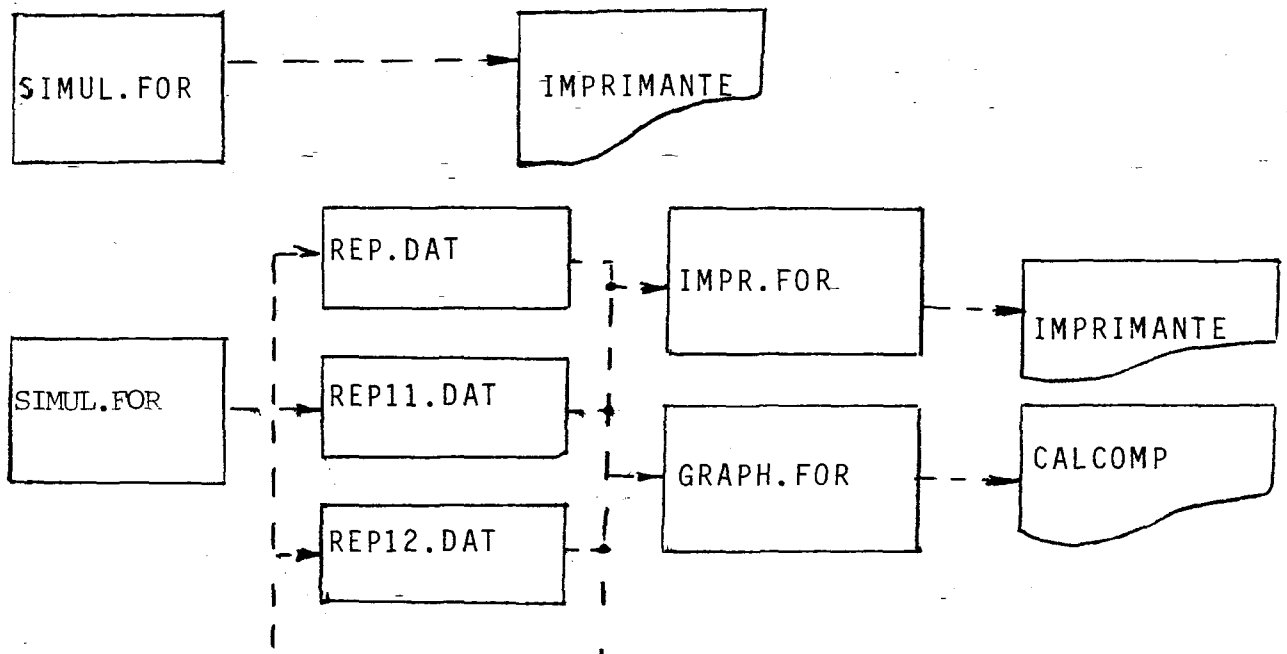 SIMUL.FOR
IMPRIMANTE
REP.DAT
IMPR.FOR
IMPRIMANTE
SIMUL.FOR
REP11.DAT
GRAPH.FOR
CALCOMP
REP12.DAT